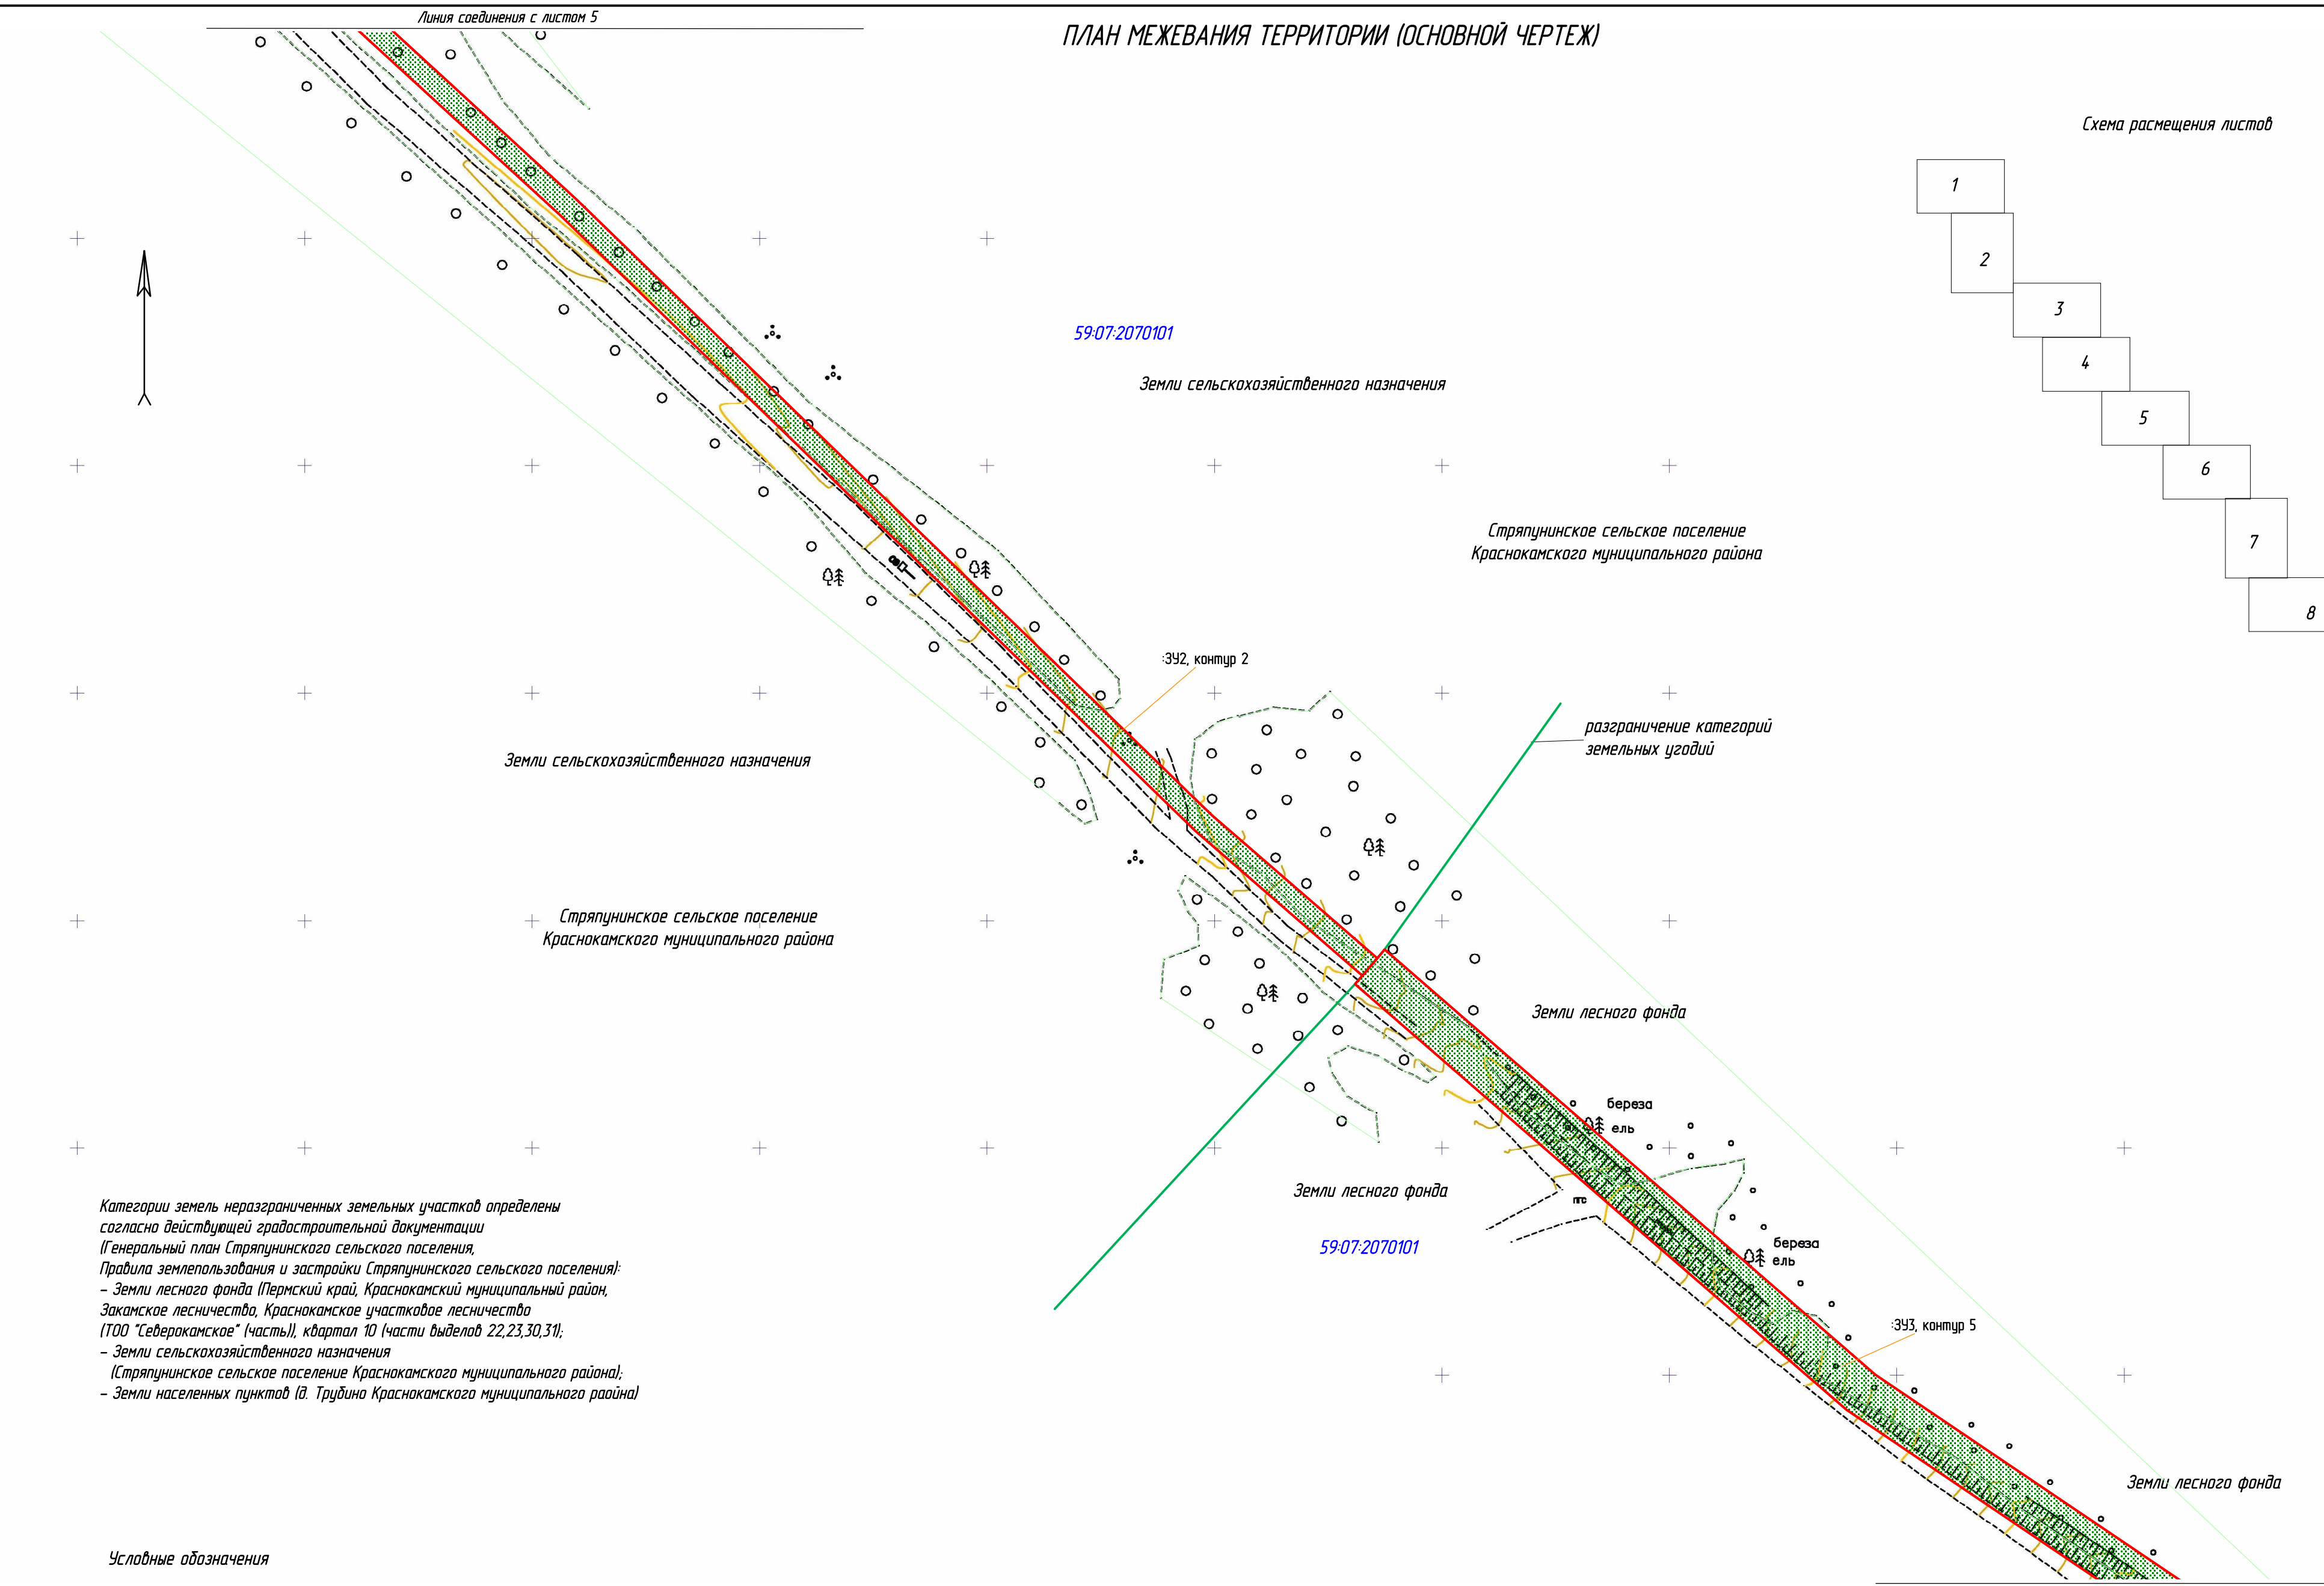 Линия соединения с листом 5
ПЛАН МЕЖЕВАНИЯ ТЕРРИТОРИИ (ОСНОВНОЙ ЧЕРТЕЖ)
Схема размещения листов
1
2
3
4
5
6
7
8
59:07:2070101
Земли сельскохозяйственного назначения
Стряпунинское сельское поселение
Краснокамского муниципального района
:ЗУ2, контур 2
разграничение категорий
земельных угодий
Земли сельскохозяйственного назначения
Стряпунинское сельское поселение
Краснокамского муниципального района
Земли лесного фонда
береза
ель
Земли лесного фонда
пгс
59:07:2070101
береза
ель
:ЗУ3, контур 5
Земли лесного фонда
Категории земель неразграниченных земельных участков определены
согласно действующей градостроительной документации
(Генеральный план Стряпунинского сельского поселения,
Правила землепользования и застройки Стряпунинского сельского поселения):
- Земли лесного фонда (Пермский край, Краснокамский муниципальный район,
Закамское лесничество, Краснокамское участковое лесничество
(ТОО "Северокамское" (часть)), квартал 10 (части выделов 22,23,30,31);
- Земли сельскохозяйственного назначения
(Стряпунинское сельское поселение Краснокамского муниципального района);
- Земли населенных пунктов (д. Трубино Краснокамского муниципального раойна)
Условные обозначения